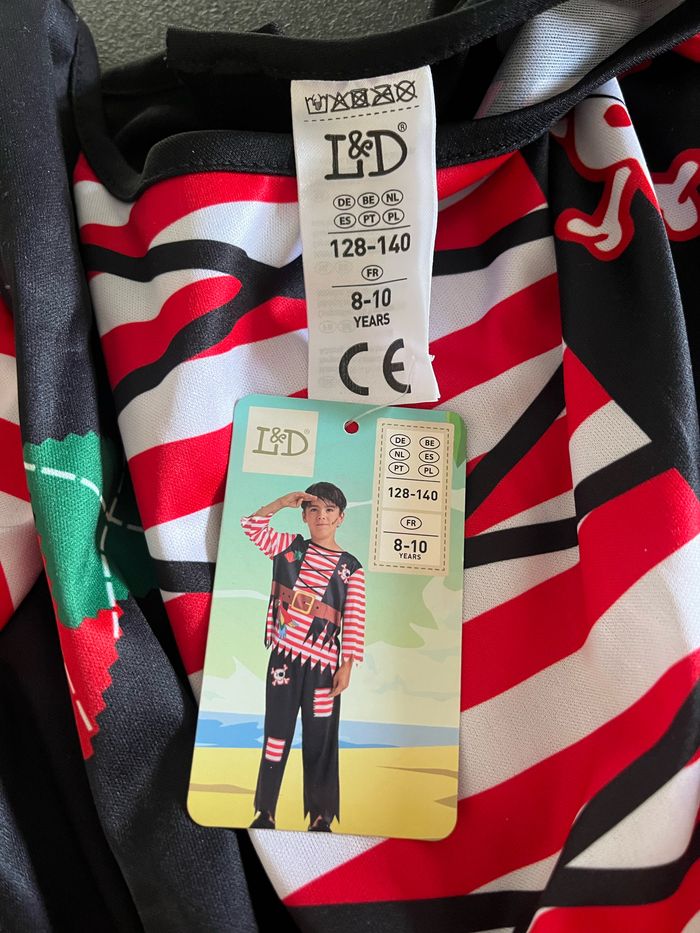 L&D®
DE BE NL
ES PT PL
128-140
FR
8-10
YEARS
CE
L&D®
DE BE
NL ES
PT PL
128-140
FR
8-10
YEARS